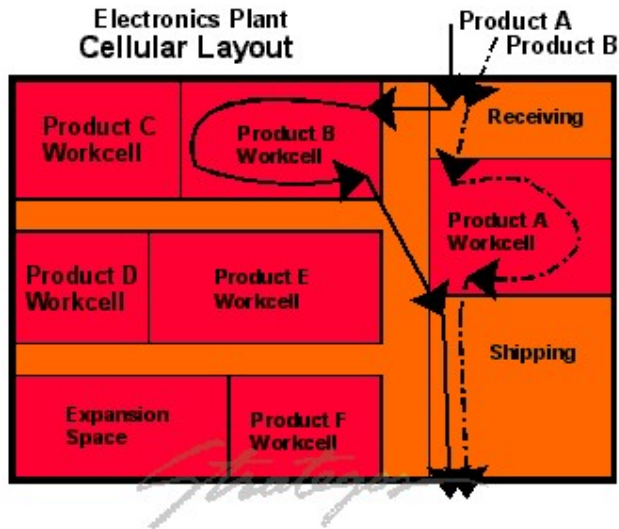 Electronics Plant
Cellular Layout
Product A
Product B
Product C
Workcell
Product B
Workcell
Receiving
Product A
Workcell
Product D
Workcell
Product E
Workcell
Shipping
Expansion
Space
Product F
Workcell
Strategos